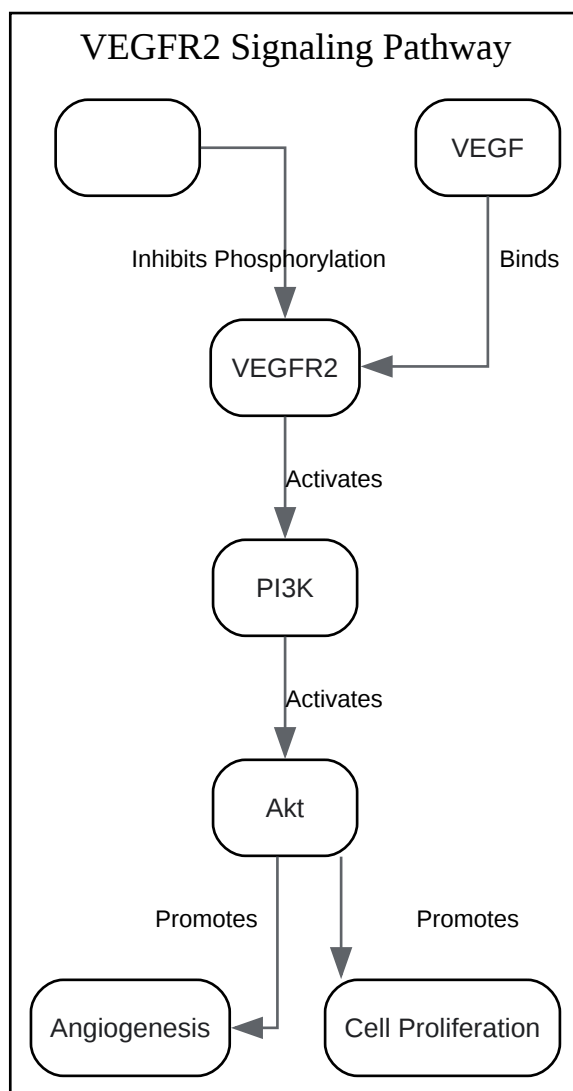 VEGFR2 Signaling Pathway
VEGF
Inhibits Phosphorylation
Binds
VEGFR2
Activates
PI3K
Activates
Akt
Promotes
Promotes
Angiogenesis
Cell Proliferation